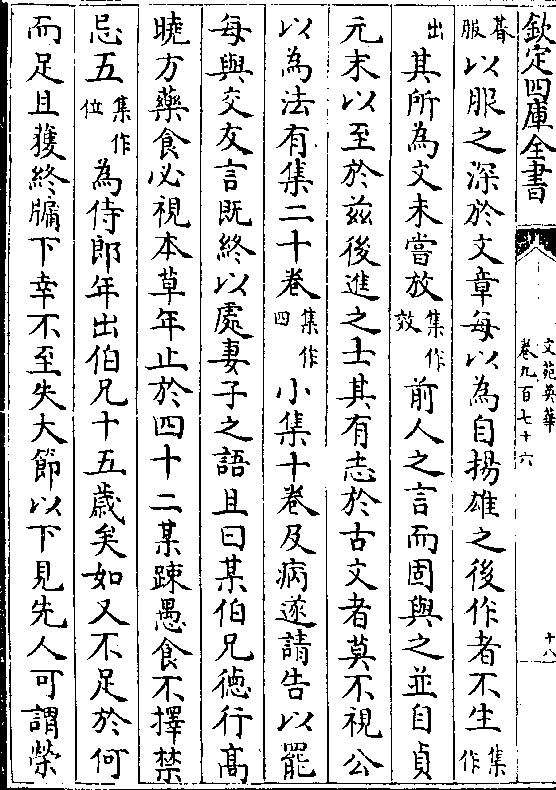 欽定四庫全書
文苑英華
卷九百七十六
十八
暮服以服之深於文章每以為自揚雄之後作者不生集作
出其所為文未嘗放集作效前人之言而固與之並自貞
元末以至於兹後進之士其有志於古文者莫不視公
以為法有集二十卷集作四小集十卷及病遂請告以罷
每與交友言既終以處妻子之語且曰某伯兄徳行髙
曉方藥食必視本草年止於四十二某踈愚食不擇禁
忌五集作位為侍郎年出伯兄十五歲矣如又不足於何
而足且獲終牖下幸不至失大節以下見先人可謂榮